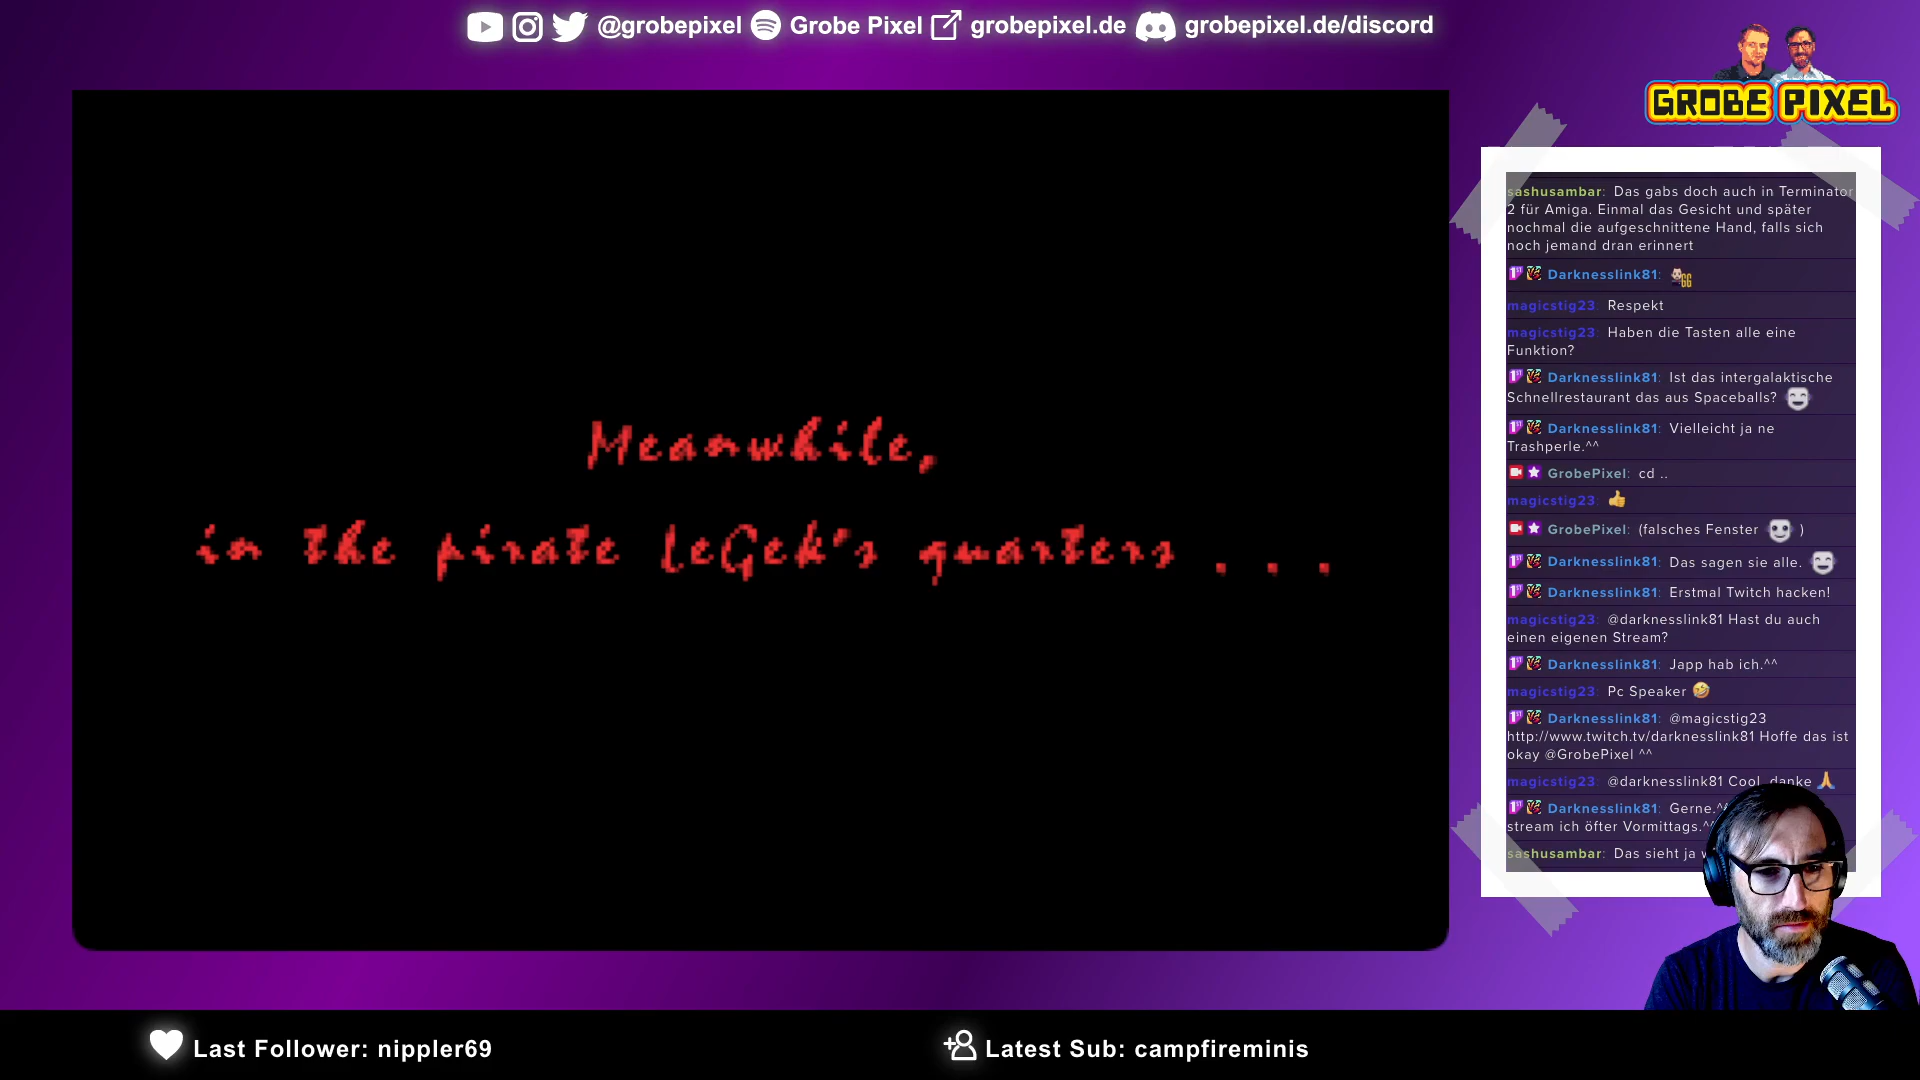 @grobepixel Grobe Pixel grobepixel.de grobepixel.de/discord
GROBE PIXEL
Meanwhile,
in the pirate LeGek's quarters . . .
sashusambar: Das gabs doch auch in Terminator
2 für Amiga. Einmal das Gesicht und später
nochmal die aufgeschnittene Hand, falls sich
noch jemand dran erinnert
Darknesslink81: GG
magicstig23: Respekt
magicstig23: Haben die Tasten alle eine
Funktion?
Darknesslink81: Ist das intergalaktische
Schnellrestaurant das aus Spaceballs?
Darknesslink81: Vielleicht ja ne
Trashperle.^^
GrobePixel: cd ..
magicstig23:
GrobePixel: (falsches Fenster )
Darknesslink81: Das sagen sie alle.
Darknesslink81: Erstmal Twitch hacken!
magicstig23: @darknesslink81 Hast du auch
einen eigenen Stream?
Darknesslink81: Japp hab ich.^^
magicstig23: Pc Speaker
Darknesslink81: @magicstig23
http://www.twitch.tv/darknesslink81 Hoffe das ist
okay @GrobePixel ^^
magicstig23: @darknesslink81 Cool, danke
Darknesslink81: Gerne.^^
stream ich öfter Vormittags.^^
sashusambar: Das sieht ja
Last Follower: nippler69
Latest Sub: campfireminis